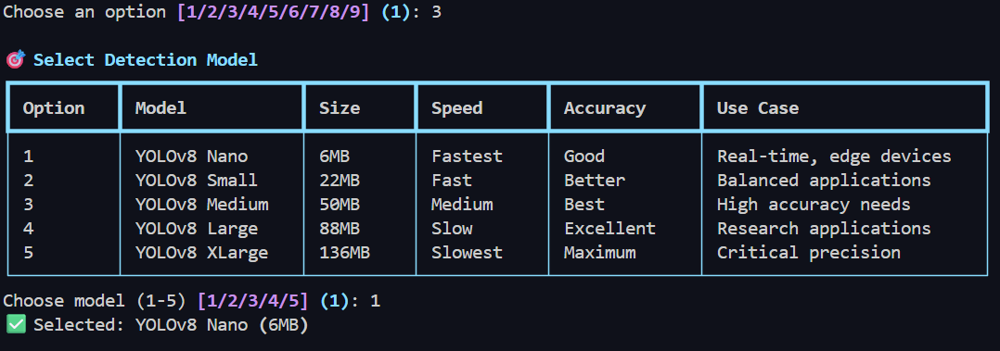 Choose an option [1/2/3/4/5/6/7/8/9] (1): 3
🎯 Select Detection Model
Option Model Size Speed Accuracy Use Case
1 YOLOv8 Nano 6MB Fastest Good Real-time, edge devices
2 YOLOv8 Small 22MB Fast Better Balanced applications
3 YOLOv8 Medium 50MB Medium Best High accuracy needs
4 YOLOv8 Large 88MB Slow Excellent Research applications
5 YOLOv8 XLarge 136MB Slowest Maximum Critical precision
Choose model (1-5) [1/2/3/4/5] (1): 1
✅ Selected: YOLOv8 Nano (6MB)